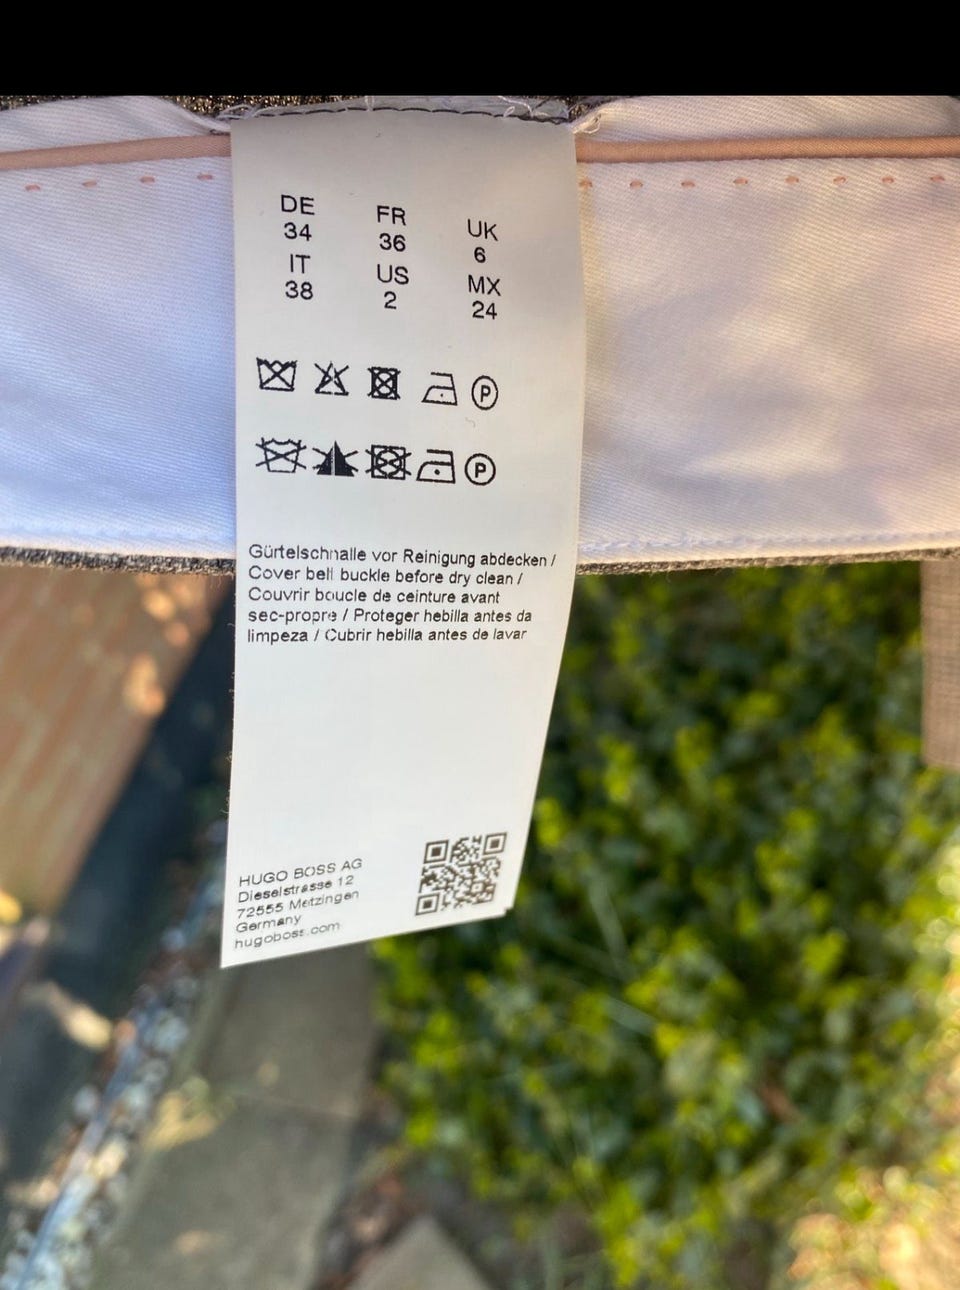 DE FR UK
34 36 6
IT US MX
38 2 24
P
P
Gürtelschnalle vor Reinigung abdecken /
Cover belt buckle before dry clean /
Couvrir boucle de ceinture avant
sec-propre / Proteger hebilla antes da
limpeza / Cubrir hebilla antes de lavar
HUGO BOSS AG
Dieselstrasse 12
72555 Metzingen
Germany
hugoboss.com